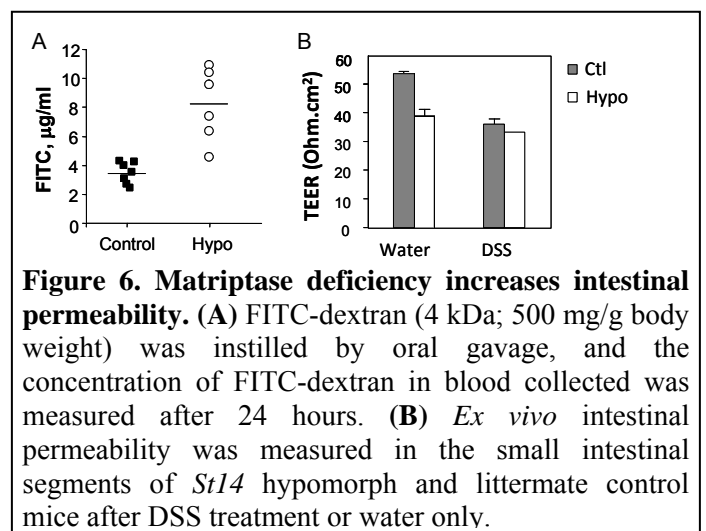 A
B
FITC, µg/ml
12
10
8
6
4
2
0
Control Hypo
TEER (Ohm.cm²)
60
50
40
30
20
10
0
Water DSS
Ctl
Hypo
Figure 6. Matriptase deficiency increases intestinal
permeability. (A) FITC-dextran (4 kDa; 500 mg/g body
weight) was instilled by oral gavage, and the
concentration of FITC-dextran in blood collected was
measured after 24 hours. (B) Ex vivo intestinal
permeability was measured in the small intestinal
segments of St14 hypomorph and littermate control
mice after DSS treatment or water only.